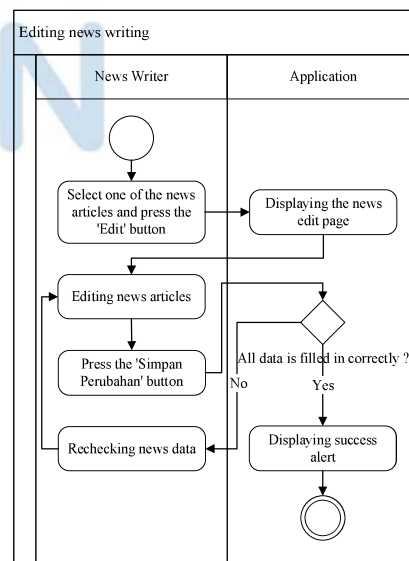 Editing news writing
News Writer
Application
Select one of the news
articles and press the
'Edit' button
Displaying the news
edit page
Editing news articles
Press the 'Simpan
Perubahan' button
All data is filled in correctly ?
No
Yes
Rechecking news data
Displaying success
alert